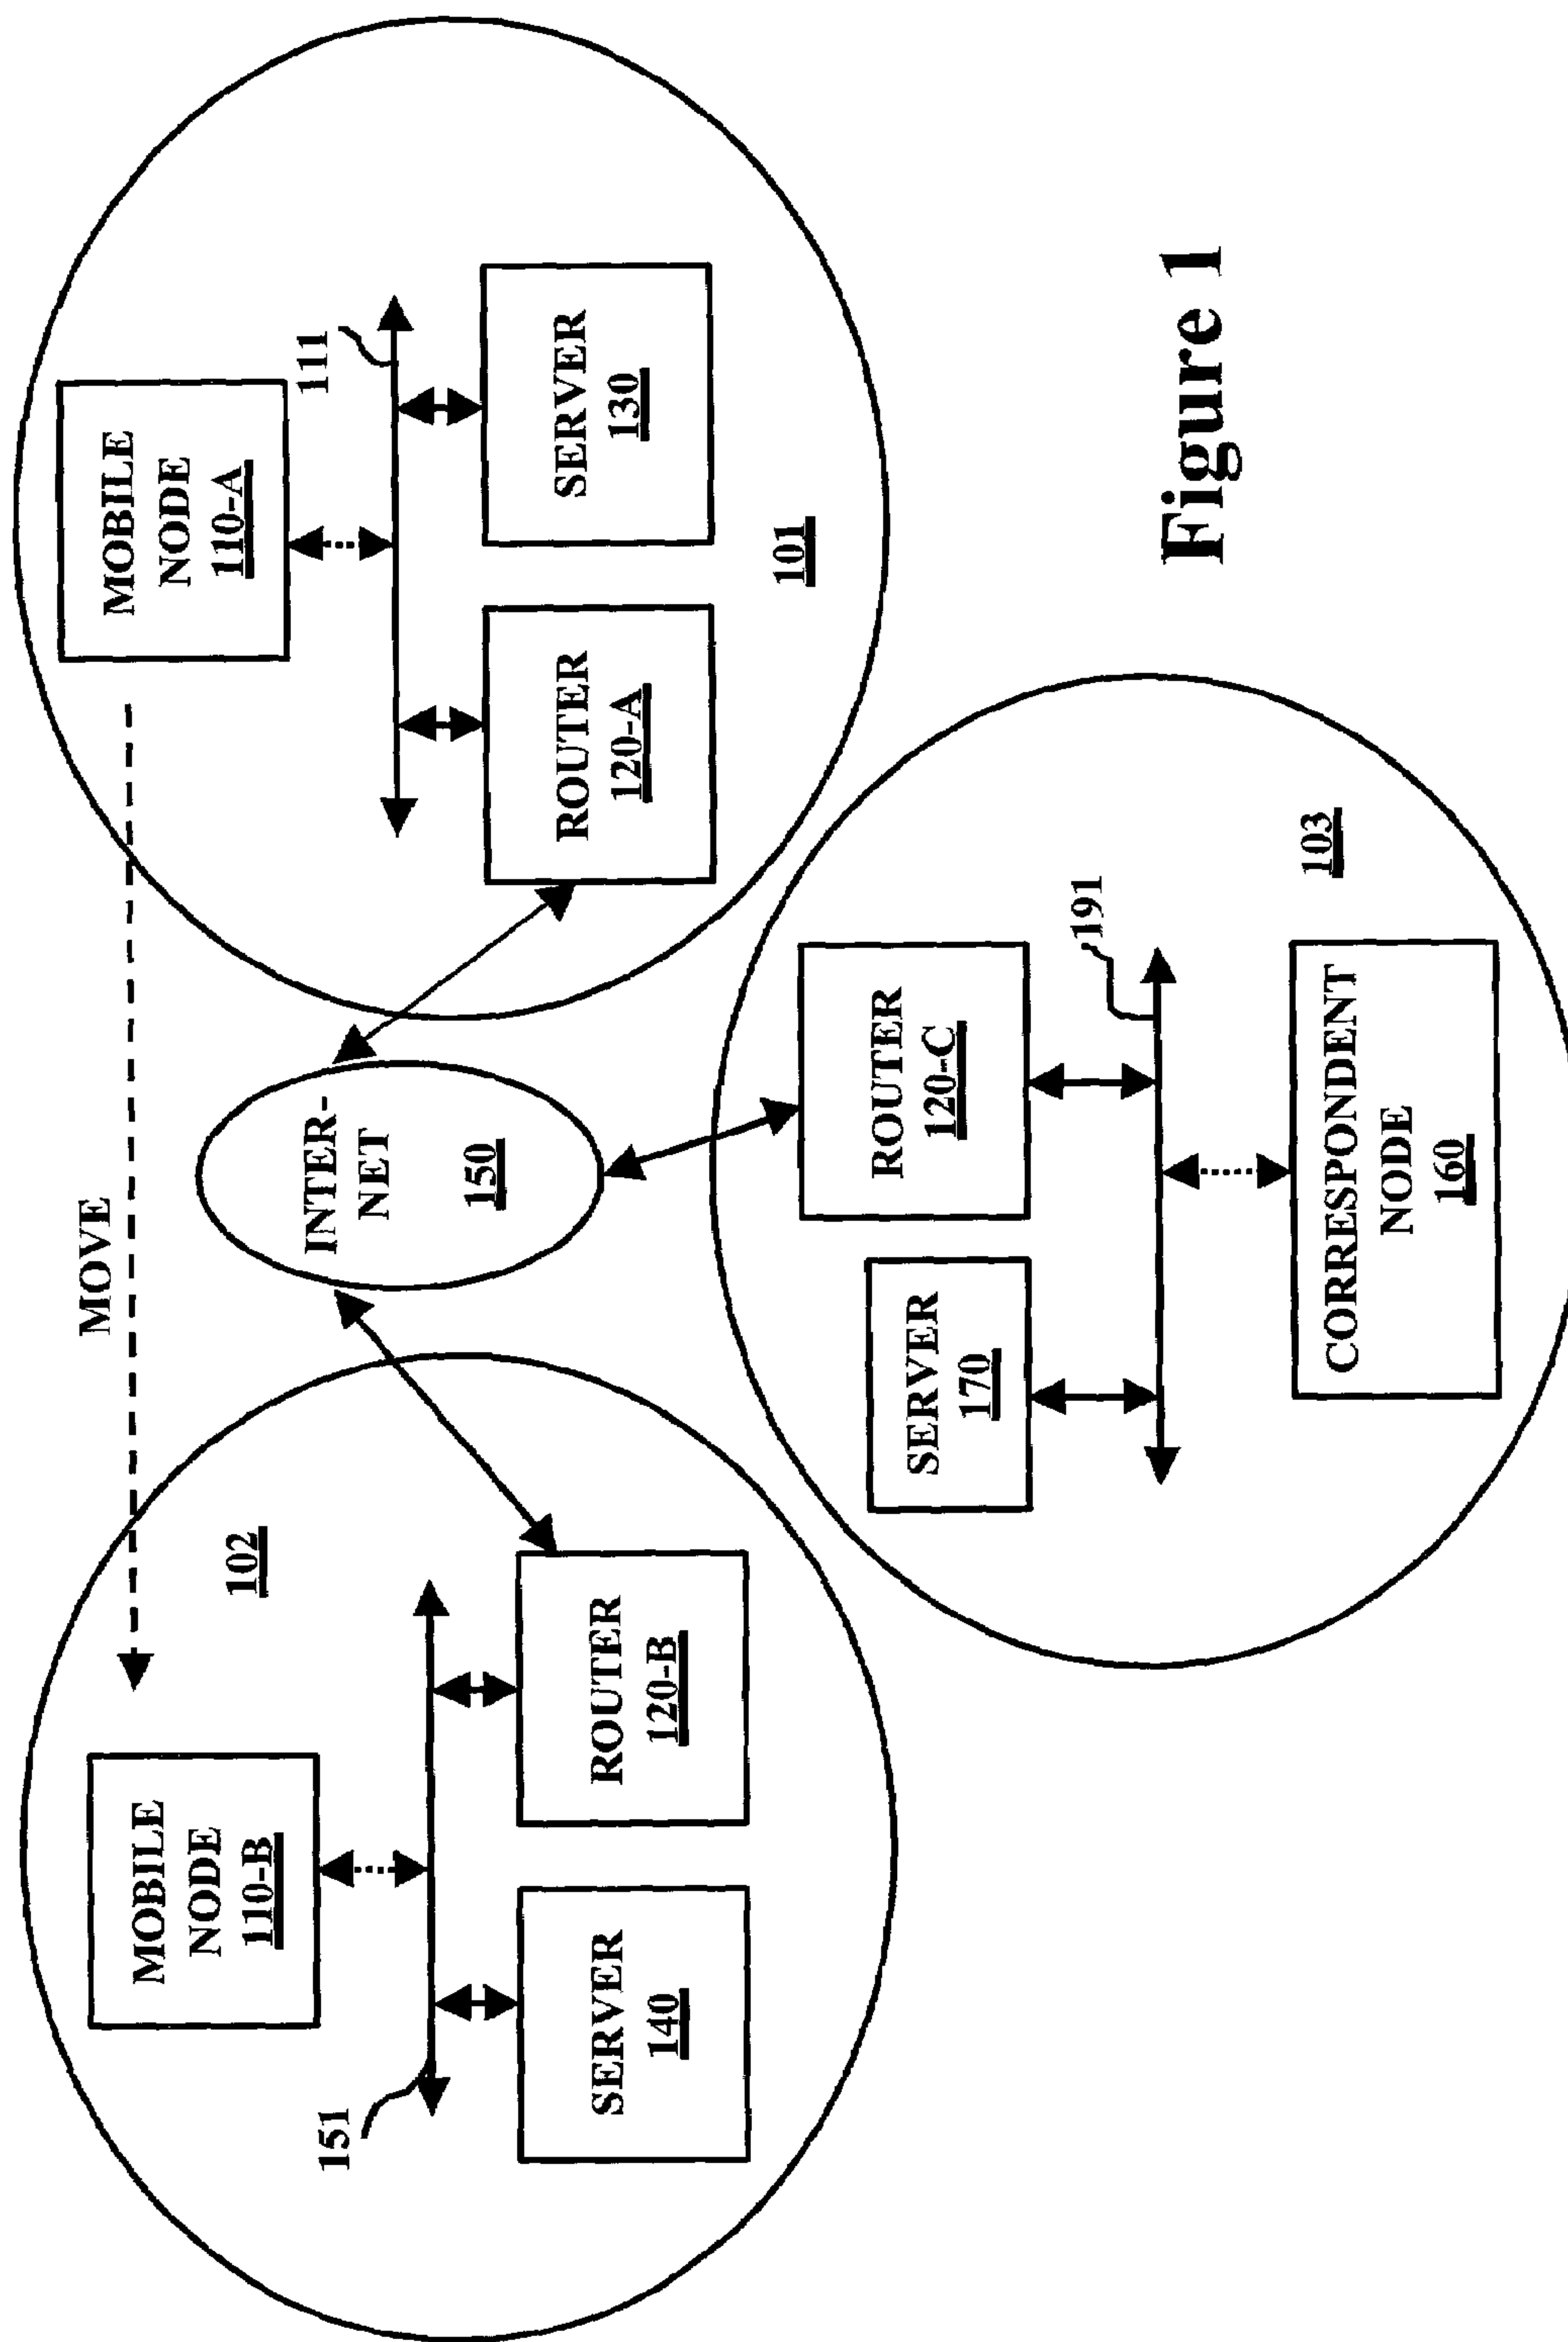 MOVE
MOBILE
NODE
110-B
102
151
SERVER
140
ROUTER
120-B
INTER-
NET
150
MOBILE
NODE
110-A
111
ROUTER
120-A
SERVER
130
101
SERVER
170
ROUTER
120-C
191
103
CORRESPONDENT
NODE
160
Figure 1